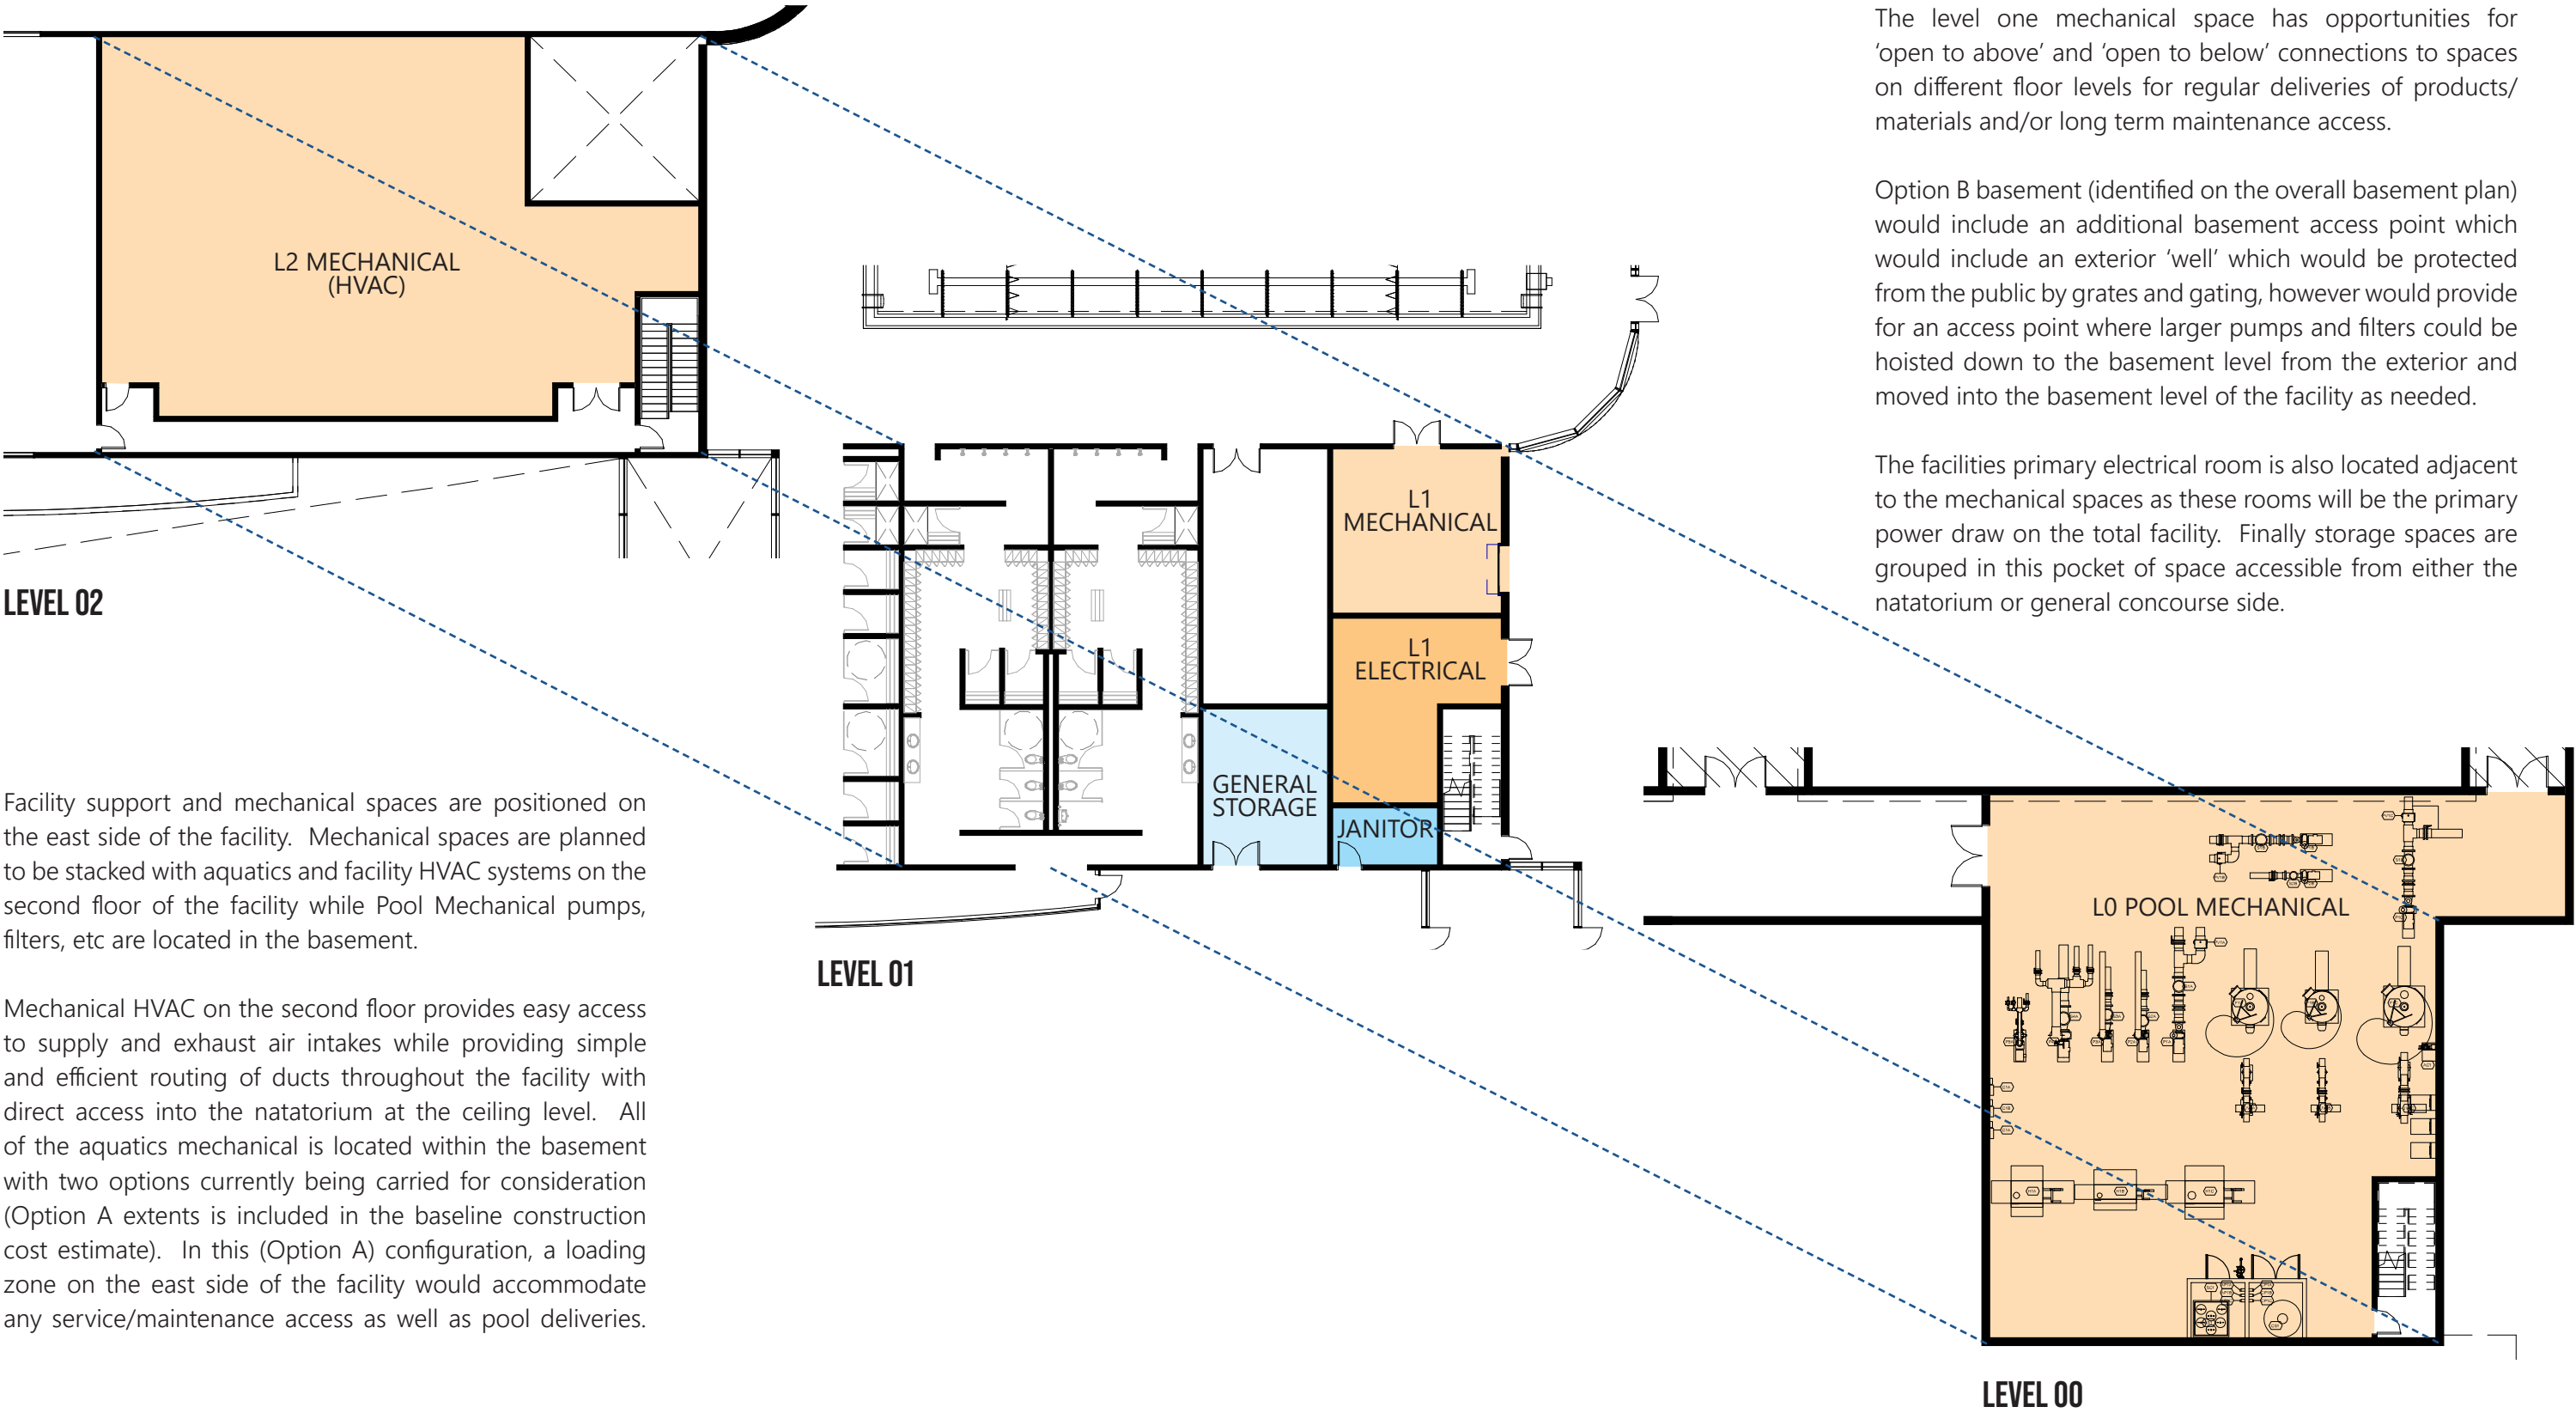 L2 MECHANICAL
(HVAC)
LEVEL 02
Facility support and mechanical spaces are positioned on
the east side of the facility. Mechanical spaces are planned
to be stacked with aquatics and facility HVAC systems on the
second floor of the facility while Pool Mechanical pumps,
filters, etc are located in the basement.
Mechanical HVAC on the second floor provides easy access
to supply and exhaust air intakes while providing simple
and efficient routing of ducts throughout the facility with
direct access into the natatorium at the ceiling level. All
of the aquatics mechanical is located within the basement
with two options currently being carried for consideration
(Option A extents is included in the baseline construction
cost estimate). In this (Option A) configuration, a loading
zone on the east side of the facility would accommodate
any service/maintenance access as well as pool deliveries.
L1
MECHANICAL
L1
ELECTRICAL
GENERAL
STORAGE
JANITOR
LEVEL 01
The level one mechanical space has opportunities for
‘open to above’ and ‘open to below’ connections to spaces
on different floor levels for regular deliveries of products/
materials and/or long term maintenance access.
Option B basement (identified on the overall basement plan)
would include an additional basement access point which
would include an exterior ‘well’ which would be protected
from the public by grates and gating, however would provide
for an access point where larger pumps and filters could be
hoisted down to the basement level from the exterior and
moved into the basement level of the facility as needed.
The facilities primary electrical room is also located adjacent
to the mechanical spaces as these rooms will be the primary
power draw on the total facility. Finally storage spaces are
grouped in this pocket of space accessible from either the
natatorium or general concourse side.
L0 POOL MECHANICAL
LEVEL 00